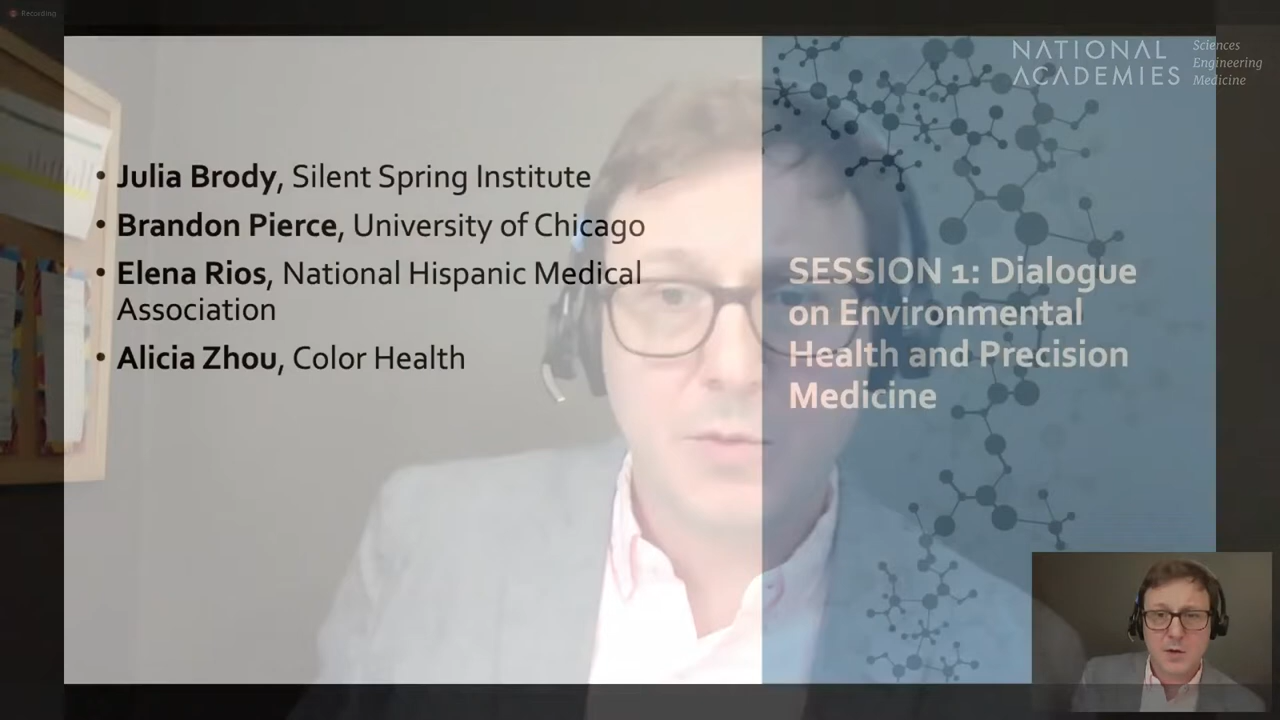 Recording
NATIONAL
ACADEMIES
Sciences
Engineering
Medicine
• Julia Brody, Silent Spring Institute
• Brandon Pierce, University of Chicago
• Elena Rios, National Hispanic Medical
Association
• Alicia Zhou, Color Health
SESSION 1: Dialogue
on Environmental
Health and Precision
Medicine